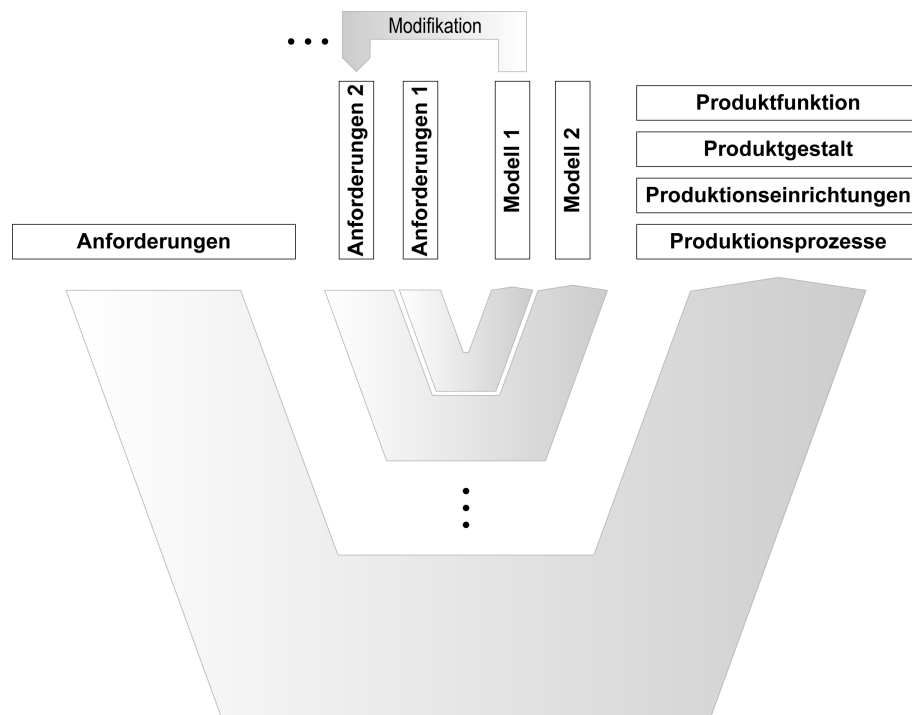 Modifikation
Anforderungen 2
Anforderungen 1
Modell 1
Modell 2
Produktfunktion
Produktgestalt
Produktionseinrichtungen
Anforderungen
Produktionsprozesse